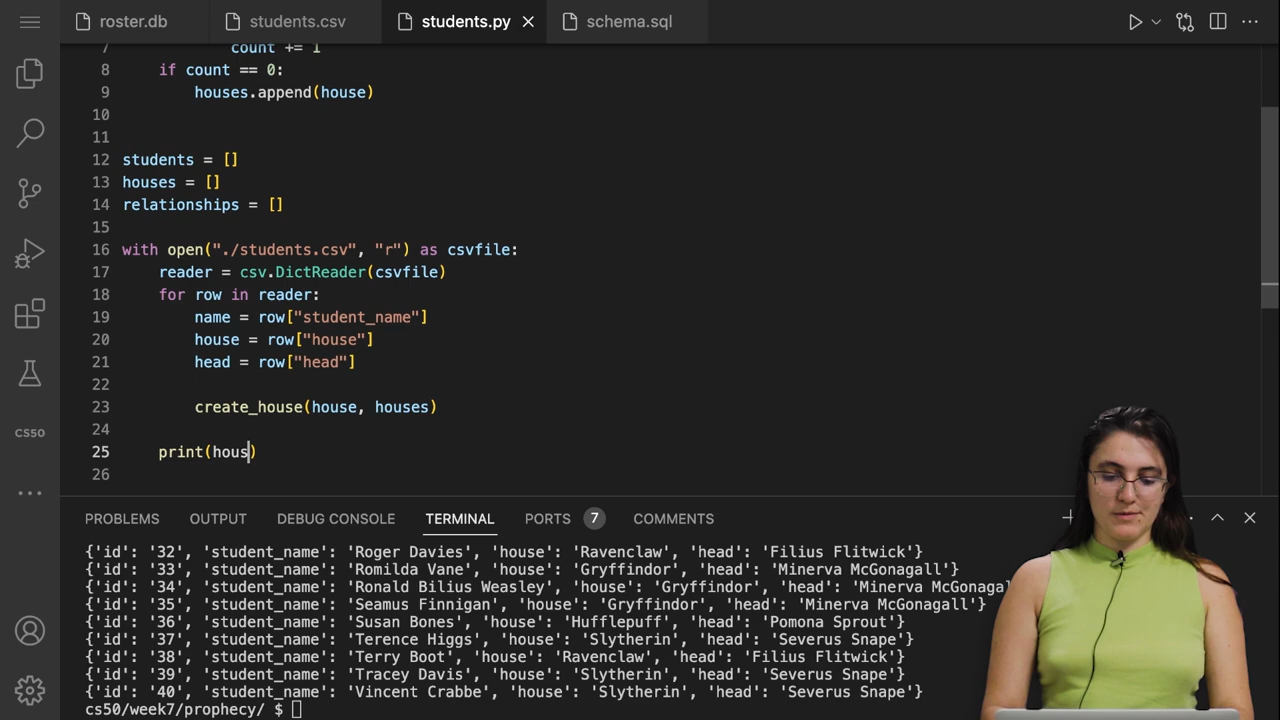 roster.db students.csv students.py schema.sql
7 count += 1
8 if count == 0:
9 houses.append(house)
10
11
12 students = []
13 houses = []
14 relationships = []
15
16 with open("./students.csv", "r") as csvfile:
17 reader = csv.DictReader(csvfile)
18 for row in reader:
19 name = row["student_name"]
20 house = row["house"]
21 head = row["head"]
22
23 create_house(house, houses)
24
25 print(hous)
26
CS50
PROBLEMS OUTPUT DEBUG CONSOLE TERMINAL PORTS 7 COMMENTS
{'id': '32', 'student_name': 'Roger Davies', 'house': 'Ravenclaw', 'head': 'Filius Flitwick'}
{'id': '33', 'student_name': 'Romilda Vane', 'house': 'Gryffindor', 'head': 'Minerva McGonagall'}
{'id': '34', 'student_name': 'Ronald Bilius Weasley', 'house': 'Gryffindor', 'head': 'Minerva McGonagal
{'id': '35', 'student_name': 'Seamus Finnigan', 'house': 'Gryffindor', 'head': 'Minerva McGonagall'}
{'id': '36', 'student_name': 'Susan Bones', 'house': 'Hufflepuff', 'head': 'Pomona Sprout'}
{'id': '37', 'student_name': 'Terence Higgs', 'house': 'Slytherin', 'head': 'Severus Snape'}
{'id': '38', 'student_name': 'Terry Boot', 'house': 'Ravenclaw', 'head': 'Filius Flitwick'}
{'id': '39', 'student_name': 'Tracey Davis', 'house': 'Slytherin', 'head': 'Severus Snape'}
{'id': '40', 'student_name': 'Vincent Crabbe', 'house': 'Slytherin', 'head': 'Severus Snape'}
cs50/week7/prophecy/ $